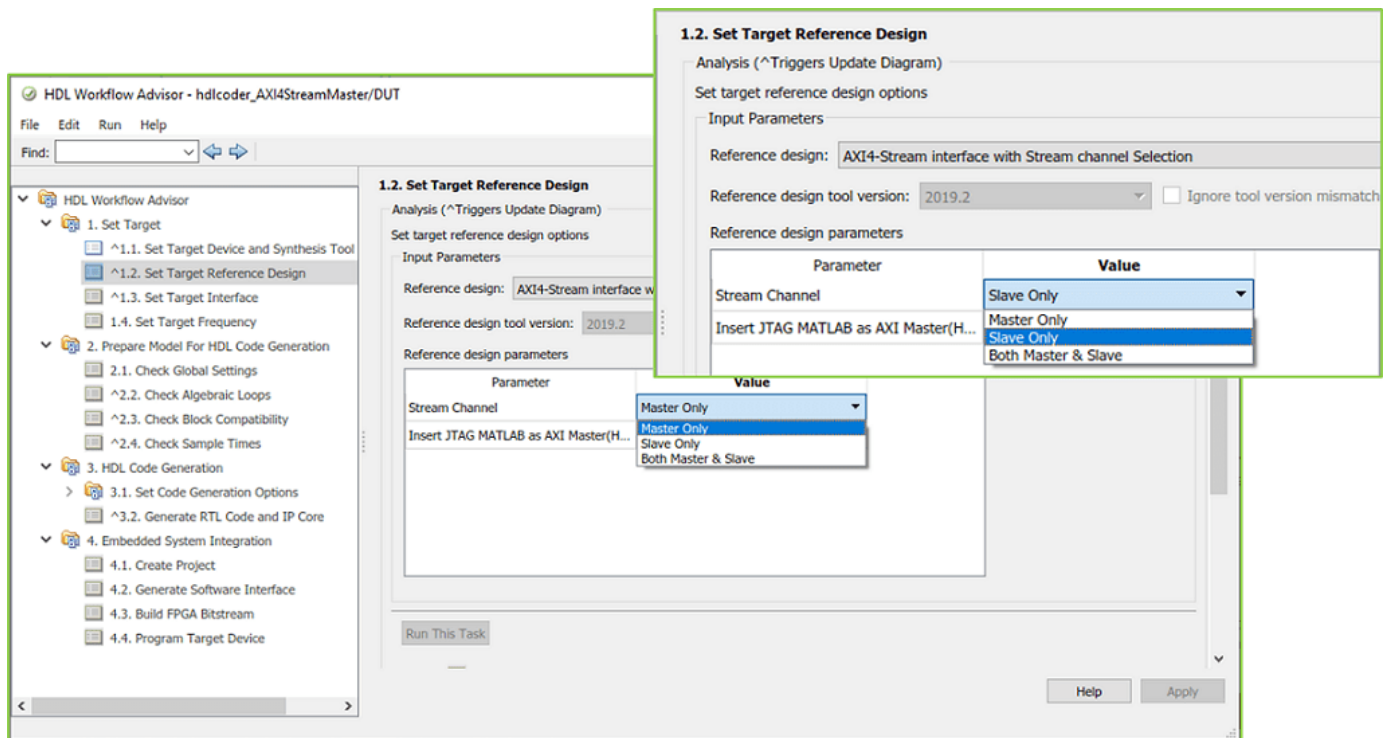 HDL Workflow Advisor - hdlcoder_AXI4StreamMaster/DUT
File Edit Run Help
Find:
HDL Workflow Advisor
1. Set Target
^1.1. Set Target Device and Synthesis Tool
^1.2. Set Target Reference Design
^1.3. Set Target Interface
1.4. Set Target Frequency
2. Prepare Model For HDL Code Generation
2.1. Check Global Settings
^2.2. Check Algebraic Loops
^2.3. Check Block Compatibility
^2.4. Check Sample Times
3. HDL Code Generation
3.1. Set Code Generation Options
^3.2. Generate RTL Code and IP Core
4. Embedded System Integration
4.1. Create Project
4.2. Generate Software Interface
4.3. Build FPGA Bitstream
4.4. Program Target Device
1.2. Set Target Reference Design
Analysis (^Triggers Update Diagram)
Set target reference design options
Input Parameters
Reference design: AXI4-Stream interface w
Reference design tool version: 2019.2
Reference design parameters
Parameter Value
Stream Channel Master Only
Insert JTAG MATLAB as AXI Master(H... Master Only
Slave Only
Both Master & Slave
Run This Task
Help Apply
1.2. Set Target Reference Design
Analysis (^Triggers Update Diagram)
Set target reference design options
Input Parameters
Reference design: AXI4-Stream interface with Stream channel Selection
Reference design tool version: 2019.2 Ignore tool version mismatch
Reference design parameters
Parameter Value
Stream Channel Slave Only
Insert JTAG MATLAB as AXI Master(H... Master Only
Slave Only
Both Master & Slave